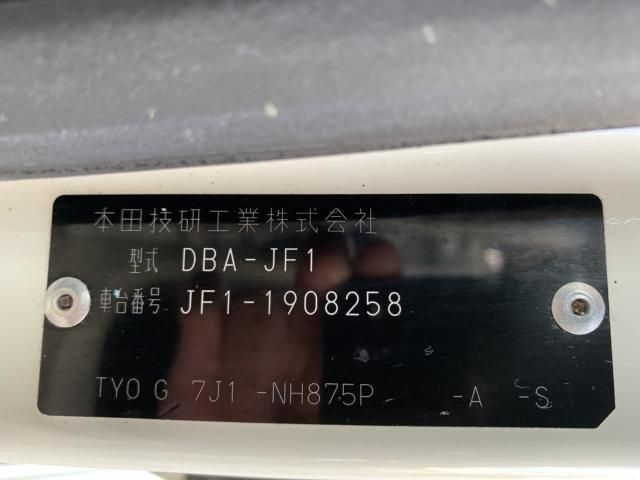 本田技研工業株式会社
型式 DBA-JF1
車台番号 JF1-1908258
TYO G 7J1 -NH875P -A -S